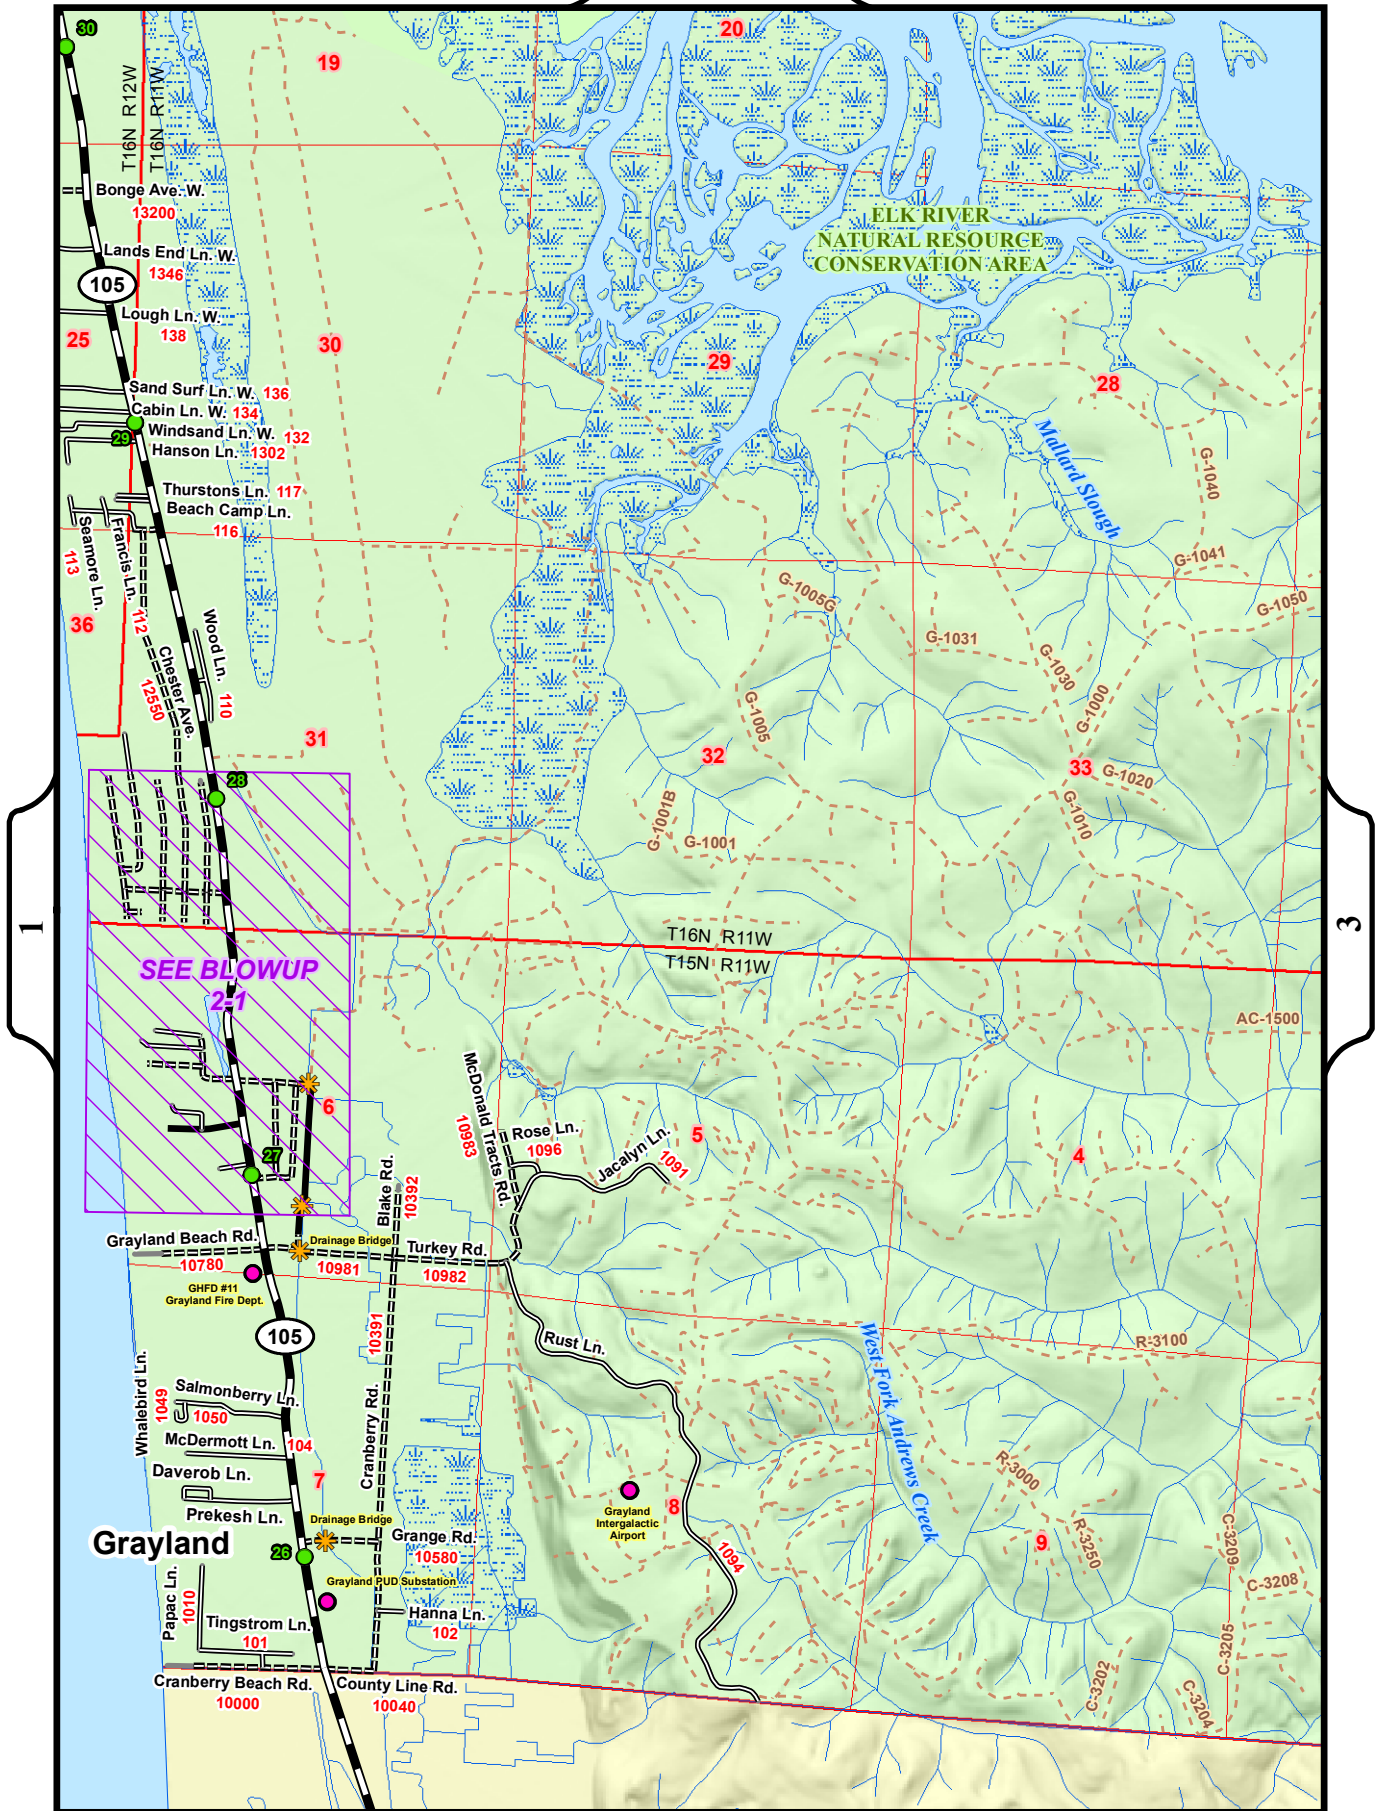 30
19
20
T16N R12W
T16N R11W
Bonge Ave. W.
13200
ELK RIVER
NATURAL RESOURCE
CONSERVATION AREA
Lands End Ln. W.
1346
105
Lough Ln. W.
138
25
30
29
28
Sand Surf Ln. W. 136
Cabin Ln. W. 134
Windsand Ln. W. 132
29
Hanson Ln. 1302
Mallard Slough
G-1040
Thurstons Ln. 117
Beach Camp Ln.
116
Seamore Ln.
113
Francis Ln.
112
36
G-1041
G-1005G
G-1050
G-1031
Wood Ln.
110
Chester Ave.
12550
G-1030
G-1000
G-1005
31
32
33
G-1020
28
G-1001B
G-1001
G-1010
1
3
T16N R11W
T15N R11W
SEE BLOWUP
2-1
AC-1500
McDonald Tracts Rd.
10983
6
Rose Ln.
1096
Jacalyn Ln.
1091
5
4
27
Blake Rd.
10392
Grayland Beach Rd.
10780
Drainage Bridge
10981
Turkey Rd.
10982
GHFD #11
Grayland Fire Dept.
105
10391
Rust Ln.
West Fork Andrews Creek
R-3100
Whalebird Ln.
1049
Salmonberry Ln.
1050
McDermott Ln.
104
Cranberry Rd.
Daverob Ln.
7
Prekesh Ln.
R-3000
Grayland
Intergalactic
Airport
8
Drainage Bridge
Grange Rd.
10580
Grayland
26
1094
9
R-3250
C-3209
C-3208
Grayland PUD Substation
Papac Ln.
1010
Hanna Ln.
102
Tingstrom Ln.
101
C-3205
C-3202
C-3204
Cranberry Beach Rd.
10000
County Line Rd.
10040